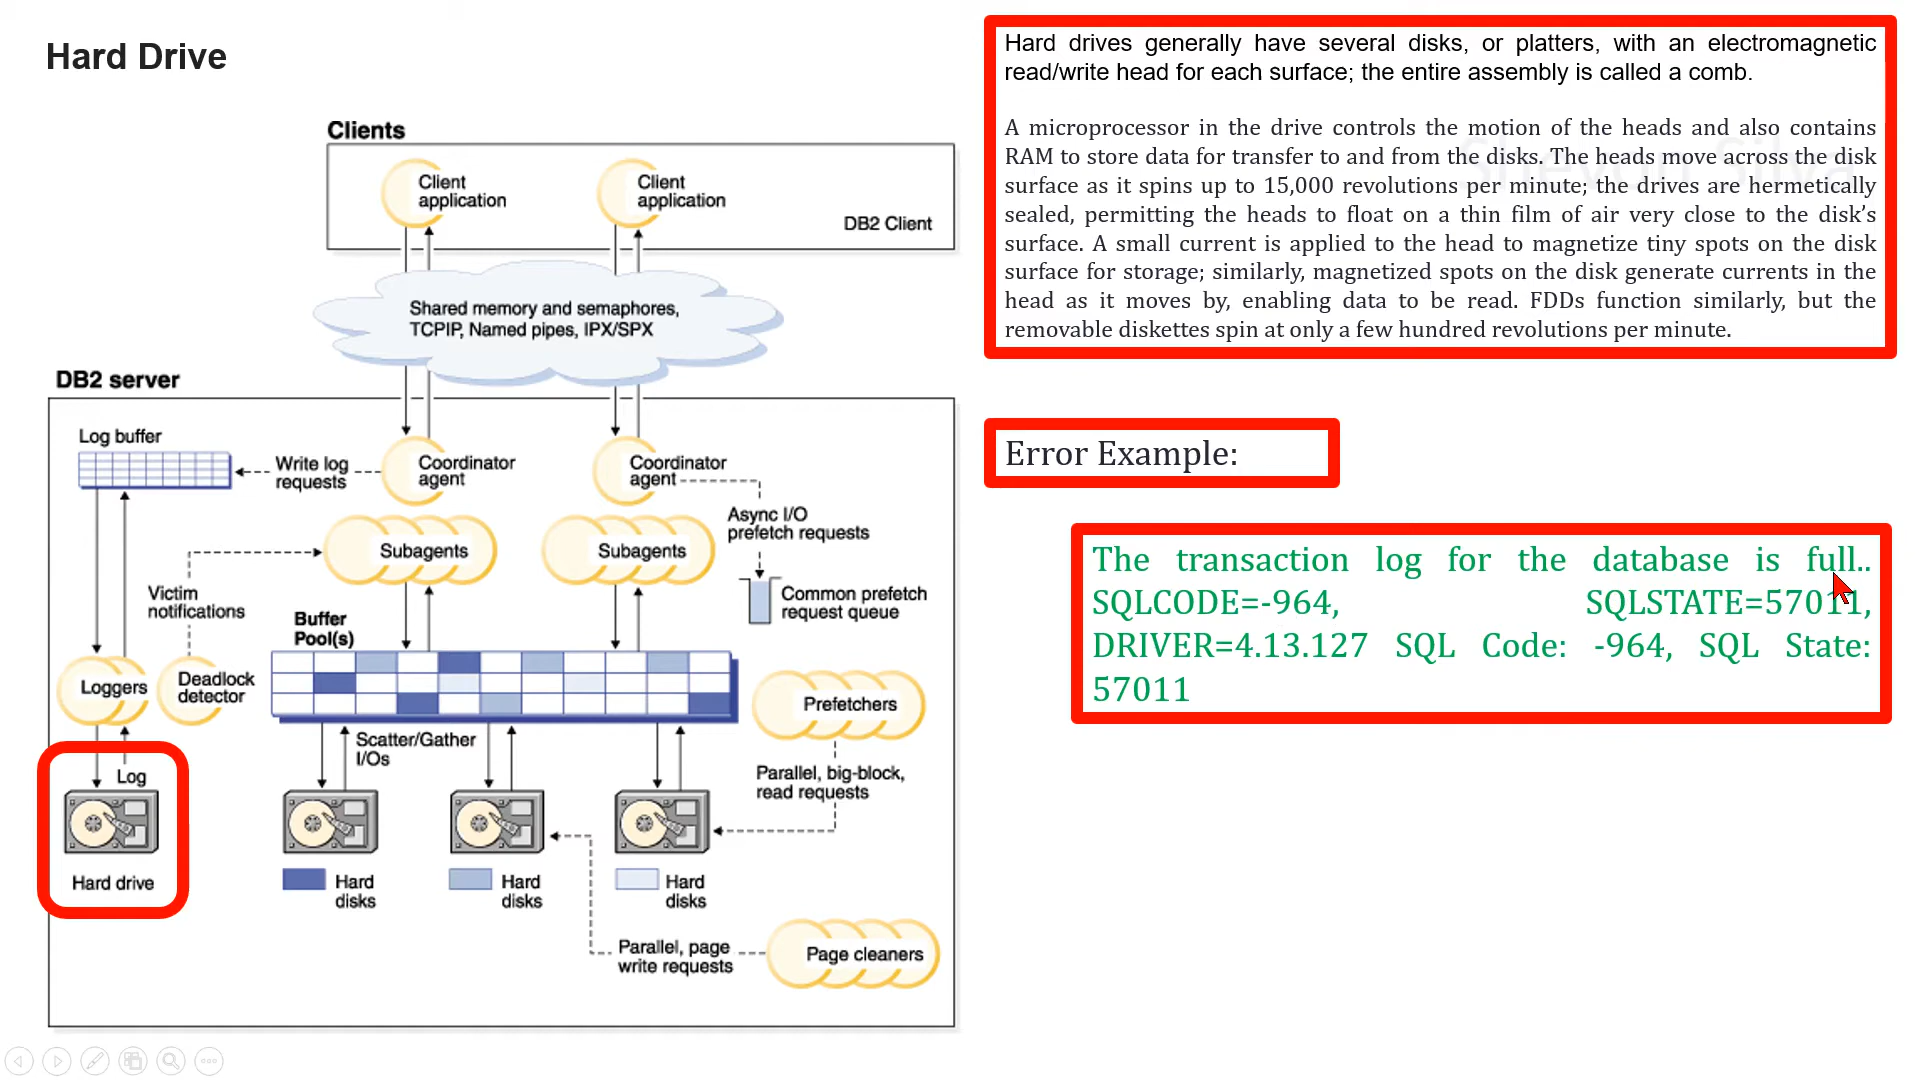 Hard Drive
Hard drives generally have several disks, or platters, with an electromagnetic
read/write head for each surface; the entire assembly is called a comb.
A microprocessor in the drive controls the motion of the heads and also contains
RAM to store data for transfer to and from the disks. The heads move across the disk
surface as it spins up to 15,000 revolutions per minute; the drives are hermetically
sealed, permitting the heads to float on a thin film of air very close to the disk’s
surface. A small current is applied to the head to magnetize tiny spots on the disk
surface for storage; similarly, magnetized spots on the disk generate currents in the
head as it moves by, enabling data to be read. FDDs function similarly, but the
removable diskettes spin at only a few hundred revolutions per minute.
Error Example:
The transaction log for the database is full..
SQLCODE=-964, SQLSTATE=57011,
DRIVER=4.13.127 SQL Code: -964, SQL State:
57011
Clients
Client
application
Client
application
DB2 Client
Shared memory and semaphores,
TCPIP, Named pipes, IPX/SPX
DB2 server
Log buffer
Write log
requests
Coordinator
agent
Coordinator
agent
Async I/O
prefetch requests
Subagents
Subagents
Victim
notifications
Common prefetch
request queue
Buffer
Pool(s)
Loggers
Deadlock
detector
Prefetchers
Scatter/Gather
I/Os
Log
Parallel, big-block,
read requests
Hard drive
Hard
disks
Hard
disks
Hard
disks
Parallel, page
write requests
Page cleaners